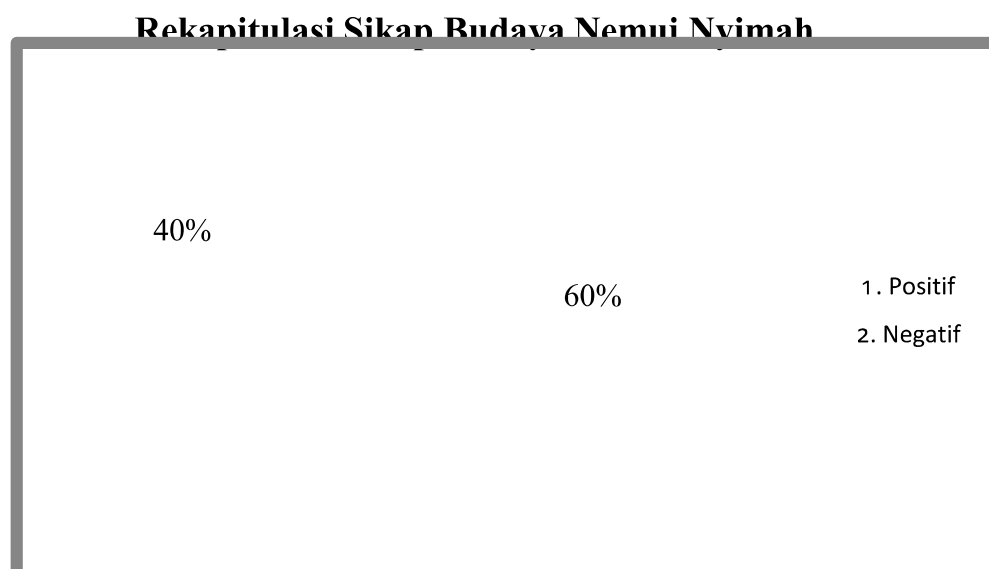 Rekapitulasi Sikap Budaya Nemui Nyimah
40%
60%
1. Positif
2. Negatif